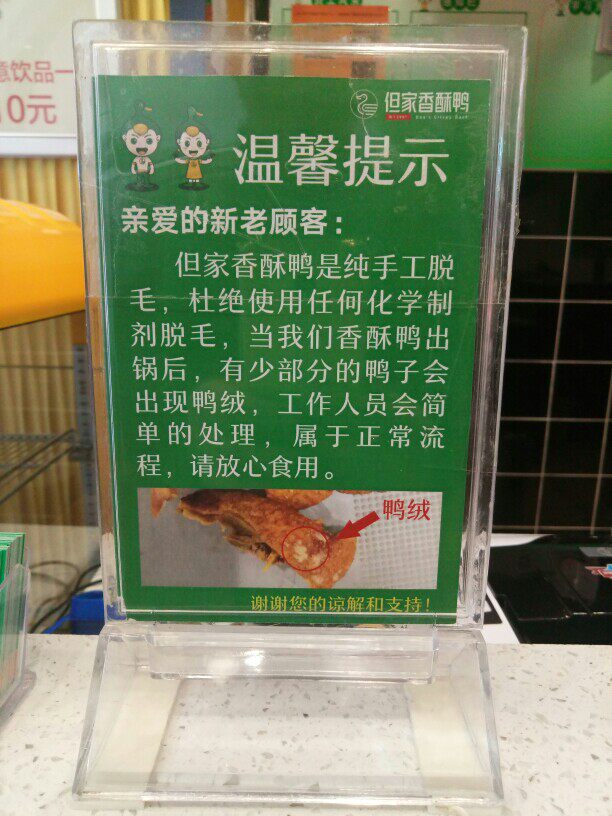 意饮品一
0元
但家香酥鸭
Dan's Crispy Duck
温馨提示
亲爱的新老顾客：
但家香酥鸭是纯手工脱
毛，杜绝使用任何化学制
剂脱毛，当我们香酥鸭出
锅后，有少部分的鸭子会
出现鸭绒，工作人员会简
单的处理，属于正常流
程，请放心食用。
鸭绒
谢谢您的谅解和支持！